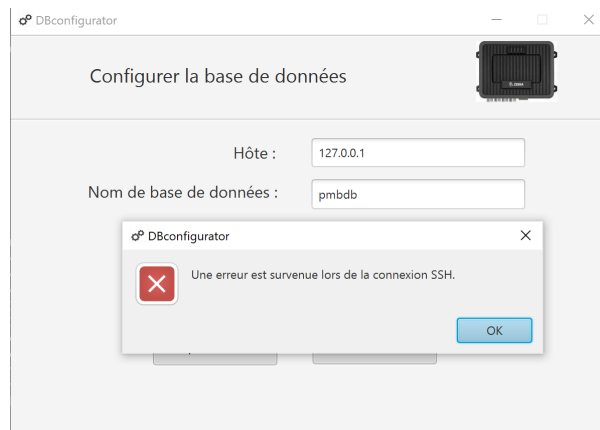 DBconfigurator
Configurer la base de données
ZEBRA
Hôte :
127.0.0.1
Nom de base de données :
pmbdb
DBconfigurator
Une erreur est survenue lors de la connexion SSH.
OK